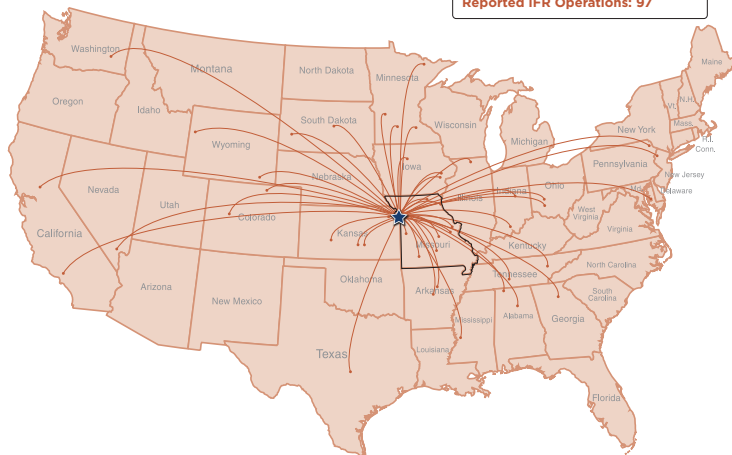 Reported IFR Operations: 97
Washington
Montana
North Dakota
Minnesota
Maine
Oregon
Idaho
Wyoming
South Dakota
Wisconsin
Michigan
New York
Vt.
N.H.
Mass.
R.I.
Conn.
Nevada
Utah
Colorado
Nebraska
Iowa
Illinois
Indiana
Ohio
Pennsylvania
New Jersey
Md.
Delaware
California
Kansas
Missouri
Kentucky
West
Virginia
Virginia
Arizona
New Mexico
Oklahoma
Arkansas
Tennessee
North Carolina
South
Carolina
Texas
Louisiana
Mississippi
Alabama
Georgia
Florida